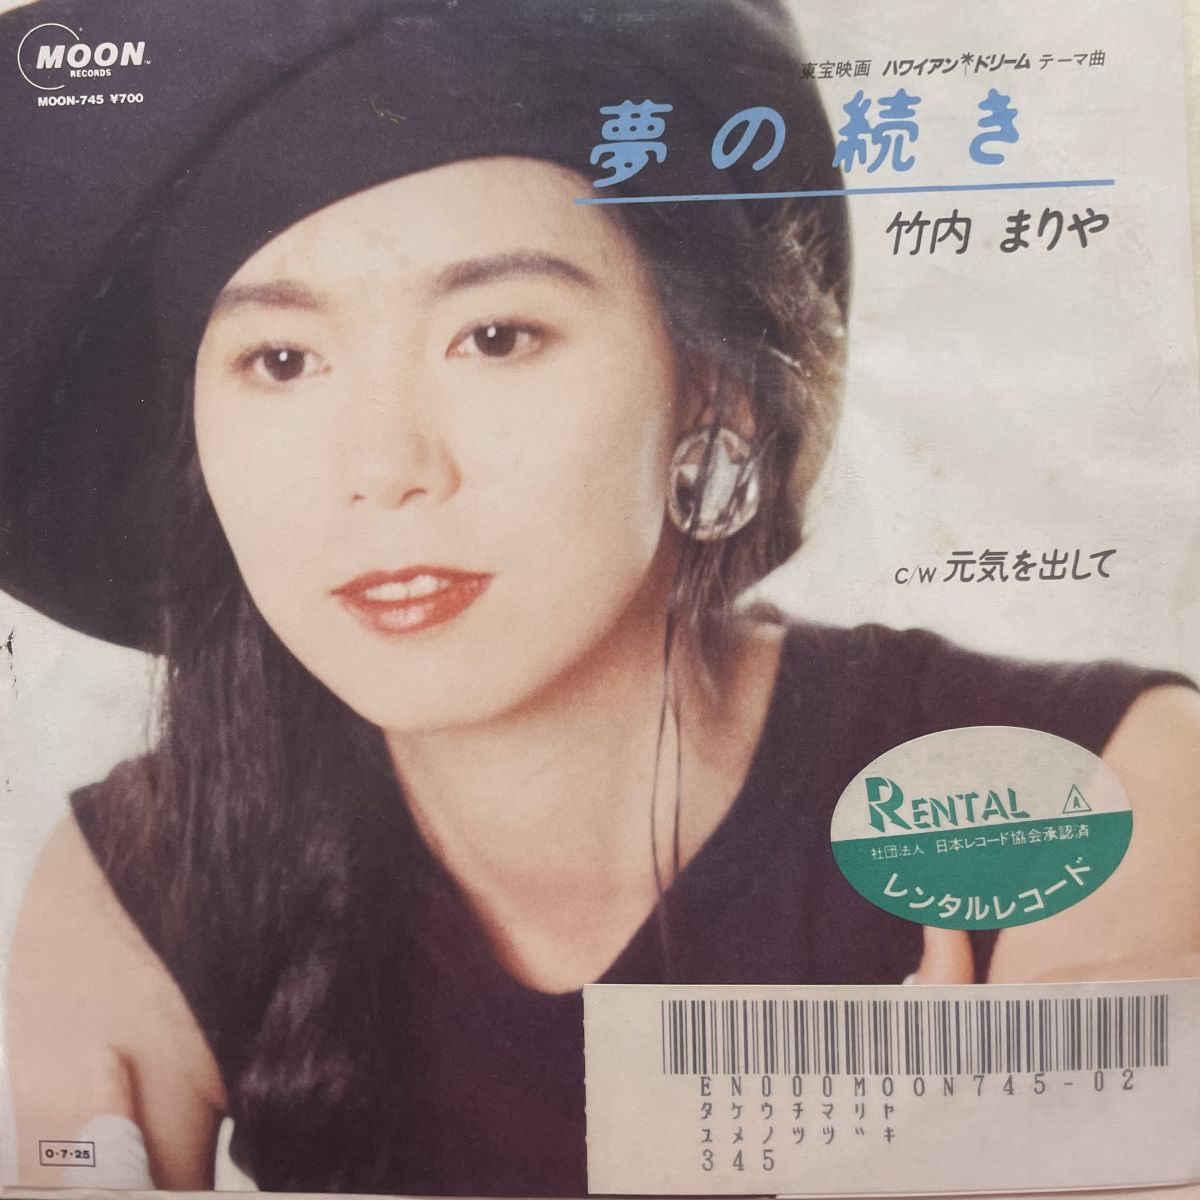 MOON
RECORDS
MOON-745 ¥700
東宝映画 ハワイアン*ドリーム テーマ曲
夢の続き
竹内 まりや
c/w 元気を出して
RENTAL A
社団法人 日本レコード協会承認済
レンタルレコード
EN000MOON745-02
タケウチマリヤ
ユメノツヅキ
345
O・7・25